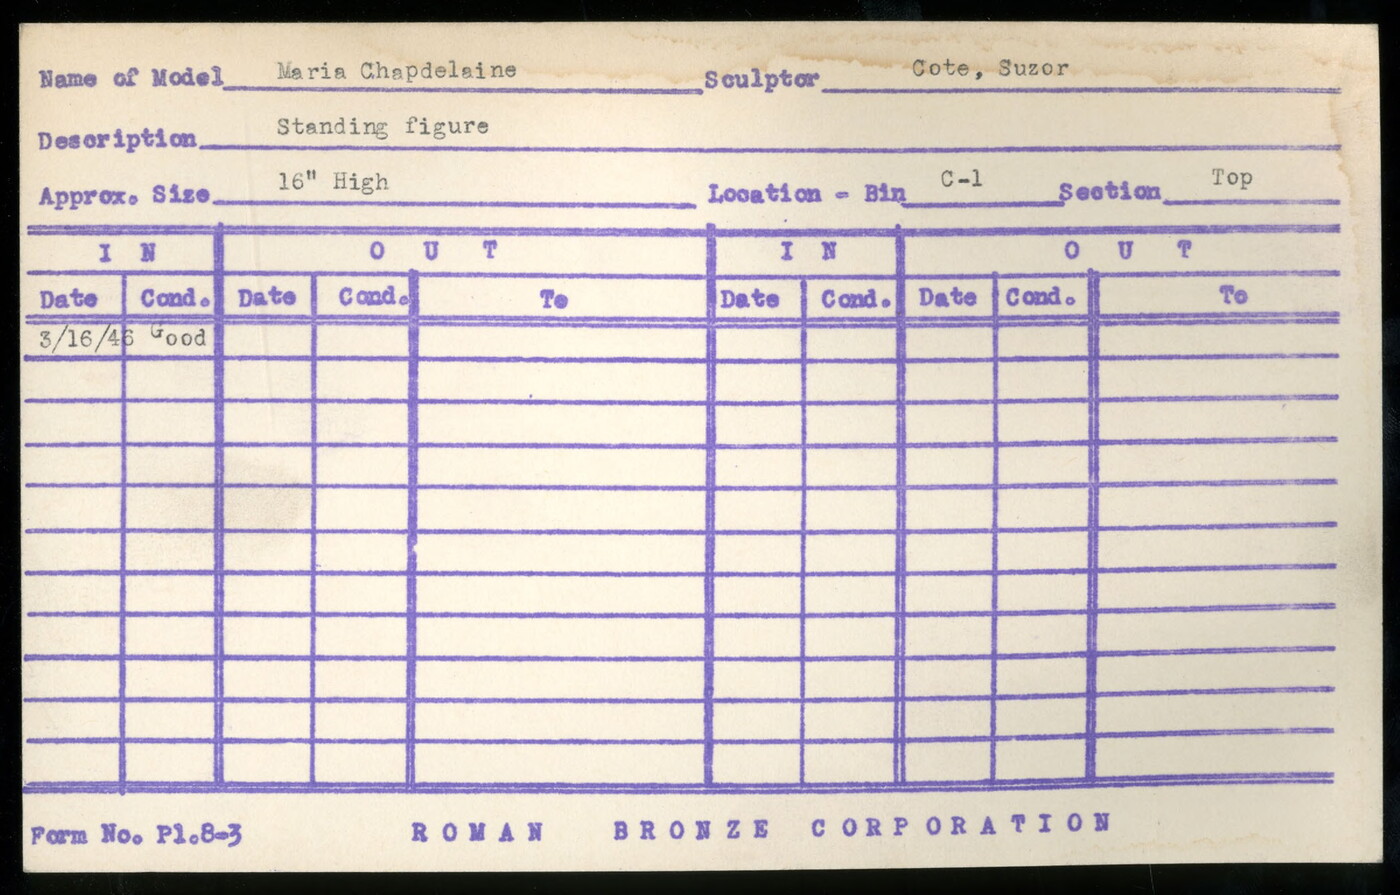 Name of Model Maria Chapdelaine Sculptor Cote, Suzor
Description Standing figure
Approx. Size 16" High Location - Bin C-1 Section Top
IN OUT IN OUT
Date Cond. Date Cond. To Date Cond. Date Cond. To
3/16/46 Good
Form No. Pl.8-3 ROMAN BRONZE CORPORATION